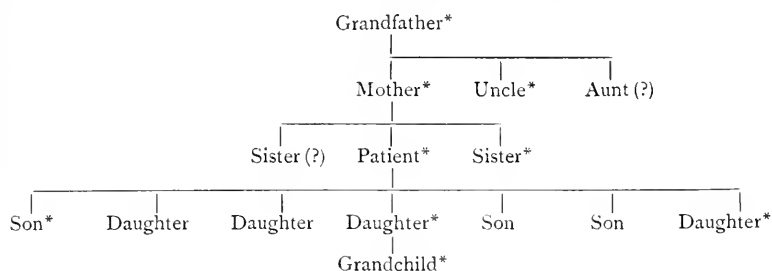 Grandfather*
Mother* Uncle* Aunt (?)
Sister (?) Patient* Sister*
Son* Daughter Daughter Daughter* Son Son Daughter*
Grandchild*